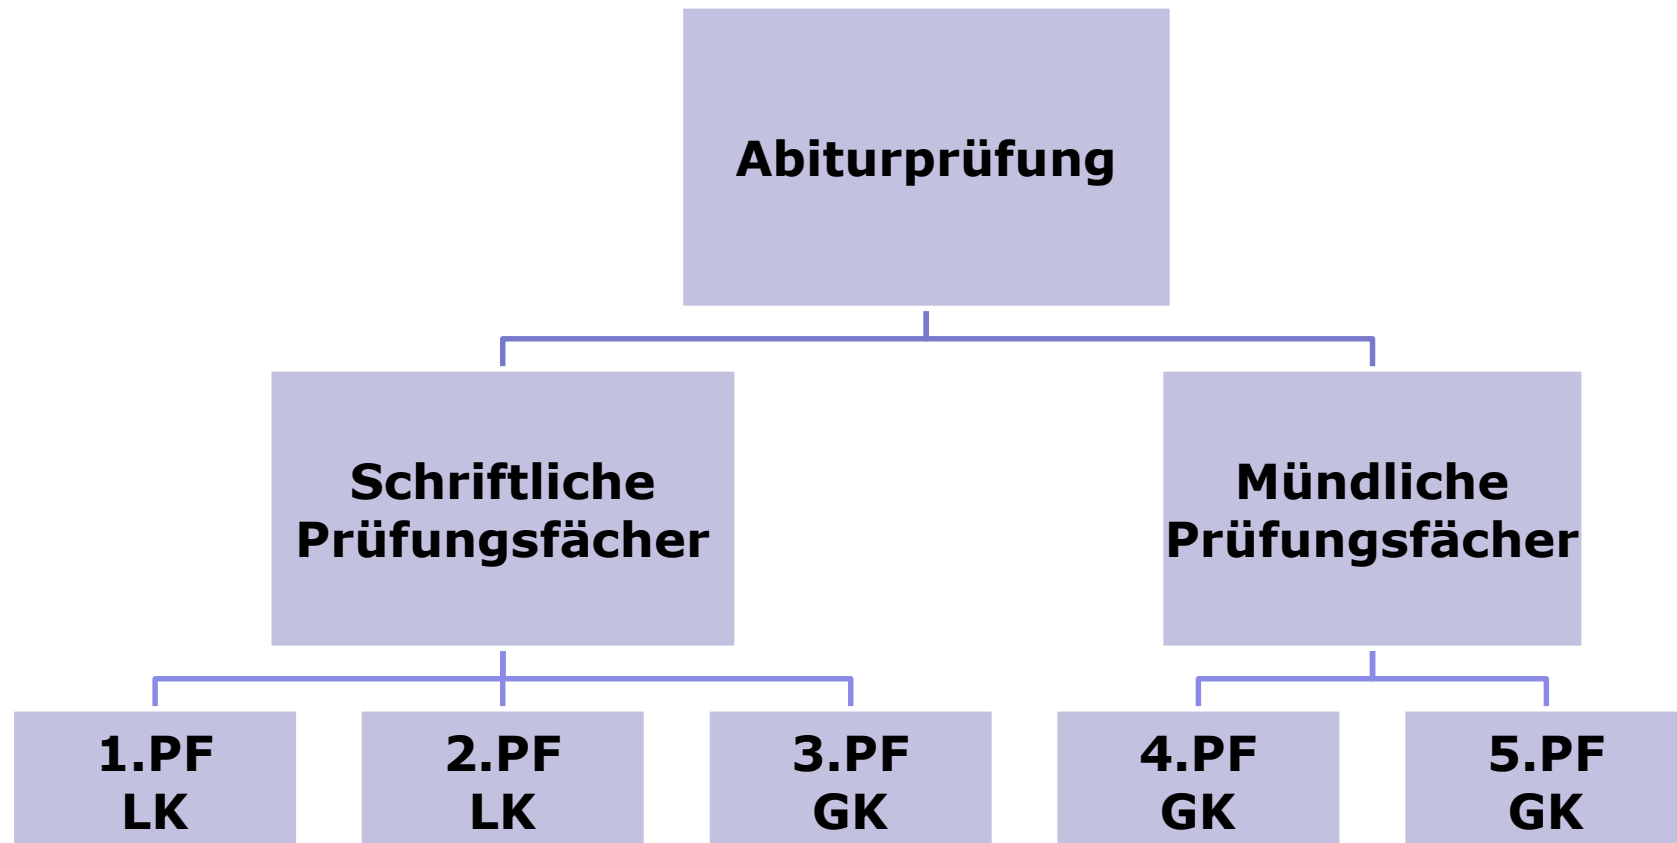 Abiturprüfung
Schriftliche
Prüfungsfächer
Mündliche
Prüfungsfächer
1.PF
LK
2.PF
LK
3.PF
GK
4.PF
GK
5.PF
GK